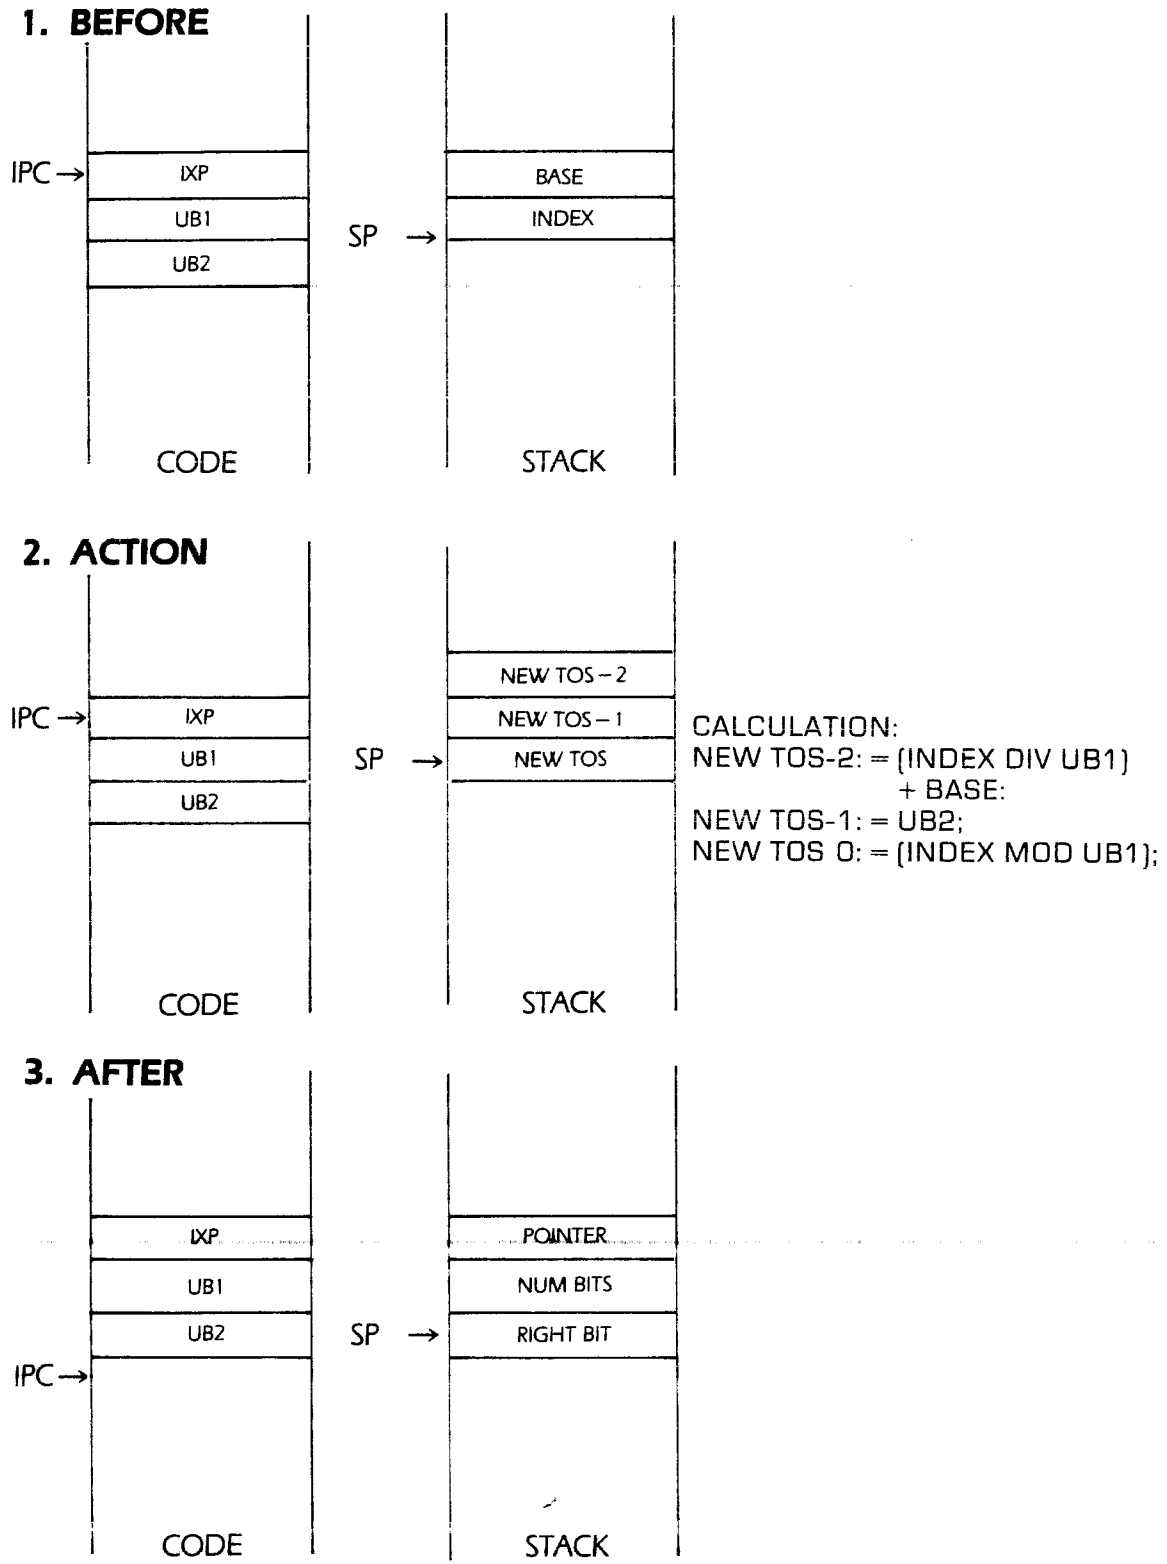 1. BEFORE
IPC → IXP BASE
UB1 INDEX
SP →
UB2
CODE STACK
2. ACTION
NEW TOS – 2
IPC → IXP NEW TOS – 1
UB1 SP → NEW TOS
UB2
CODE STACK
CALCULATION:
NEW TOS-2: = (INDEX DIV UB1)
+ BASE:
NEW TOS-1: = UB2;
NEW TOS 0: = (INDEX MOD UB1);
3. AFTER
IXP POINTER
UB1 NUM BITS
UB2 SP → RIGHT BIT
IPC →
CODE STACK